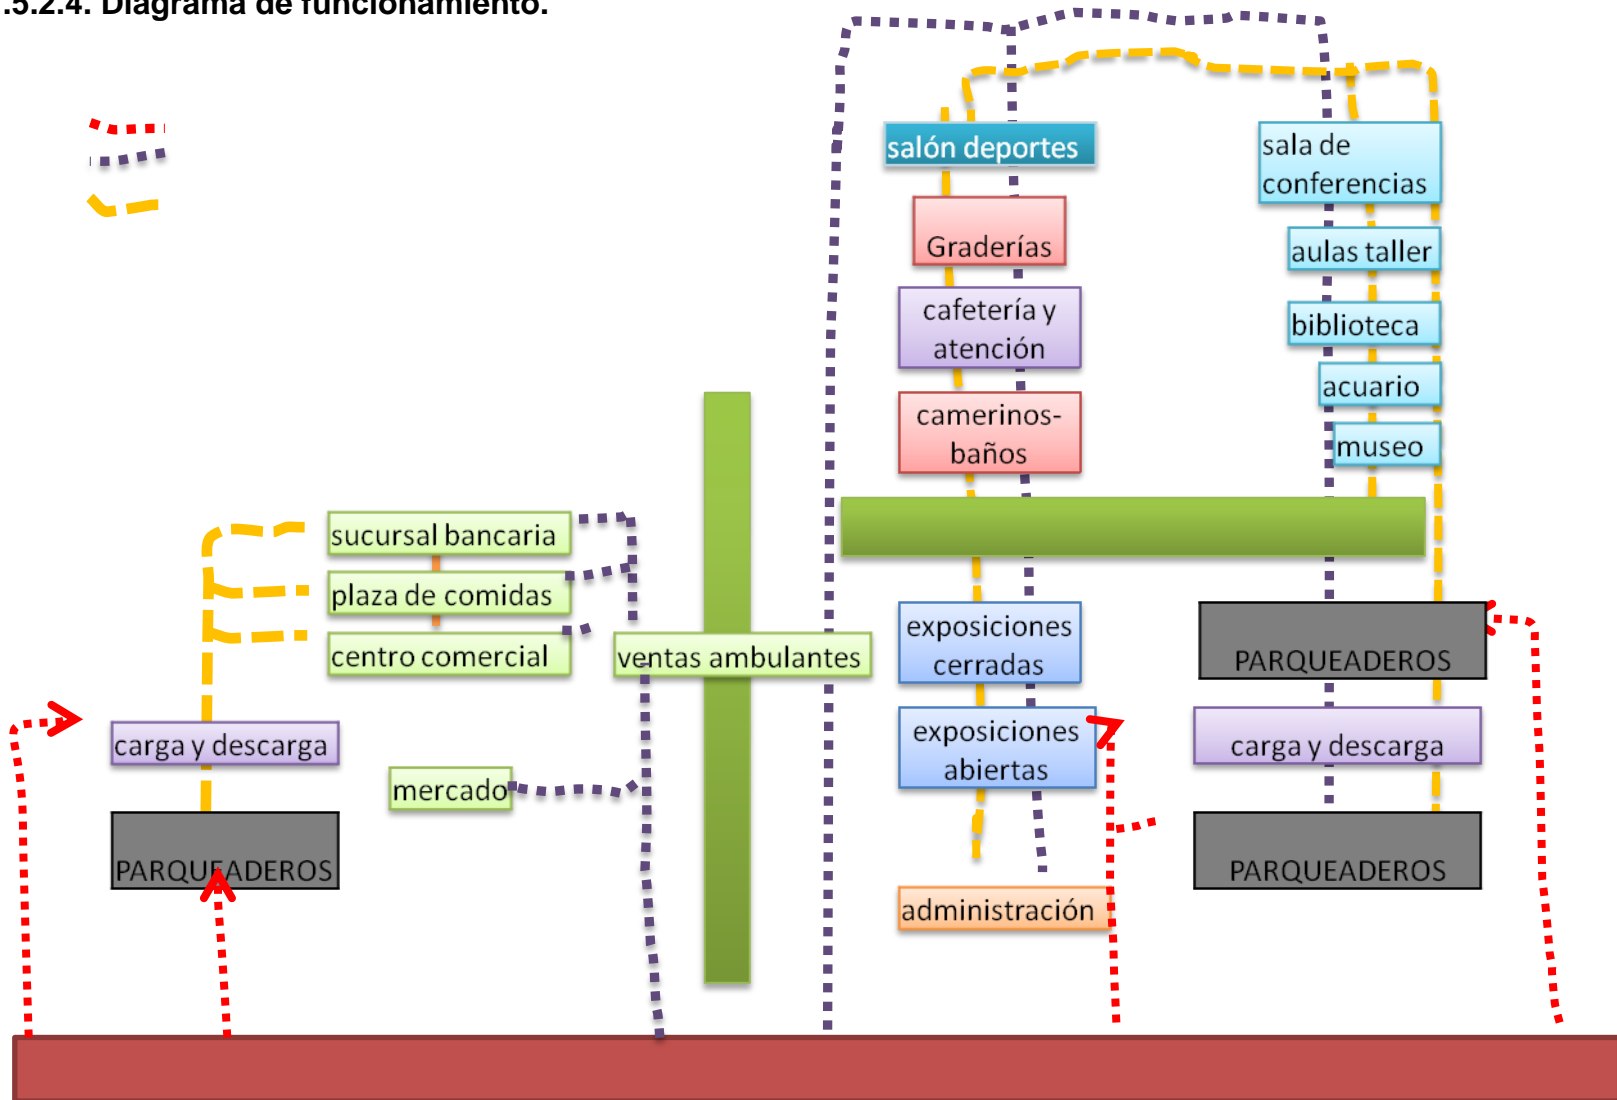 .5.2.4. Diagrama de funcionamiento.
salón deportes
Graderías
cafetería y
atención
camerinos-
baños
sala de
conferencias
aulas taller
biblioteca
acuario
museo
sucursal bancaria
plaza de comidas
centro comercial
ventas ambulantes
carga y descarga
mercado
PARQUEADEROS
exposiciones
cerradas
exposiciones
abiertas
administración
PARQUEADEROS
carga y descarga
PARQUEADEROS